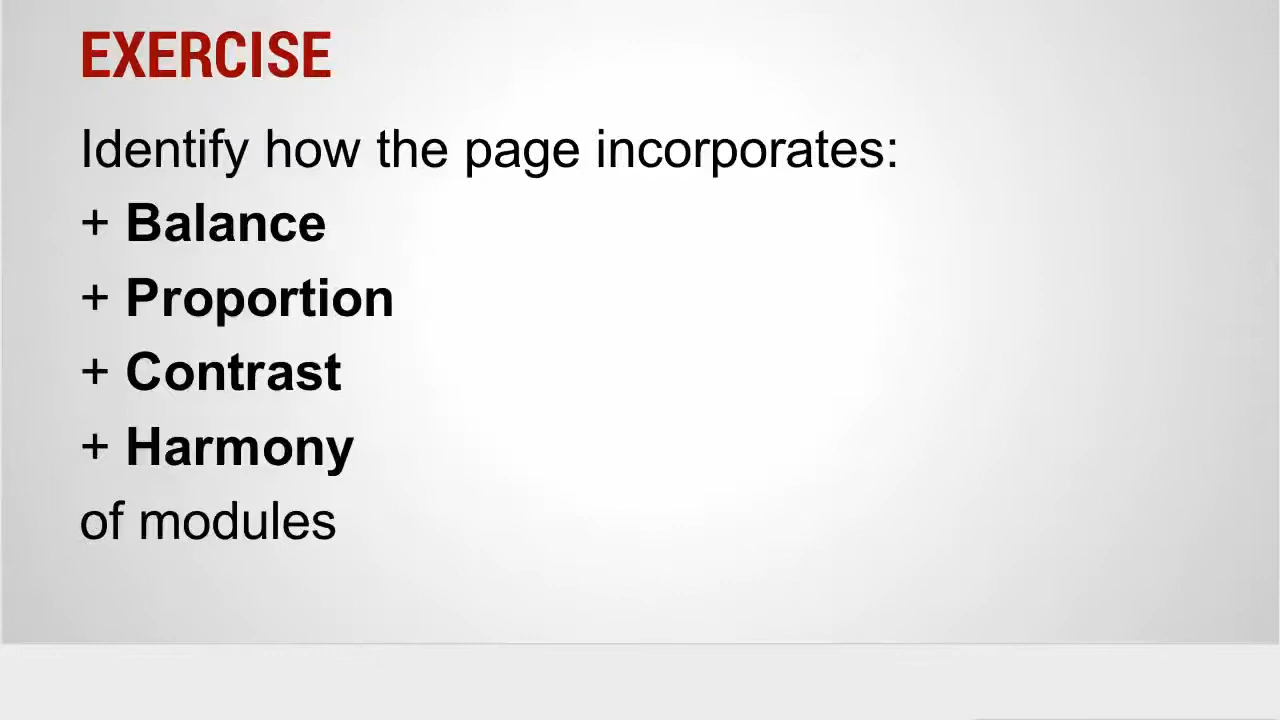 EXERCISE
Identify how the page incorporates:
+ Balance
+ Proportion
+ Contrast
+ Harmony
of modules